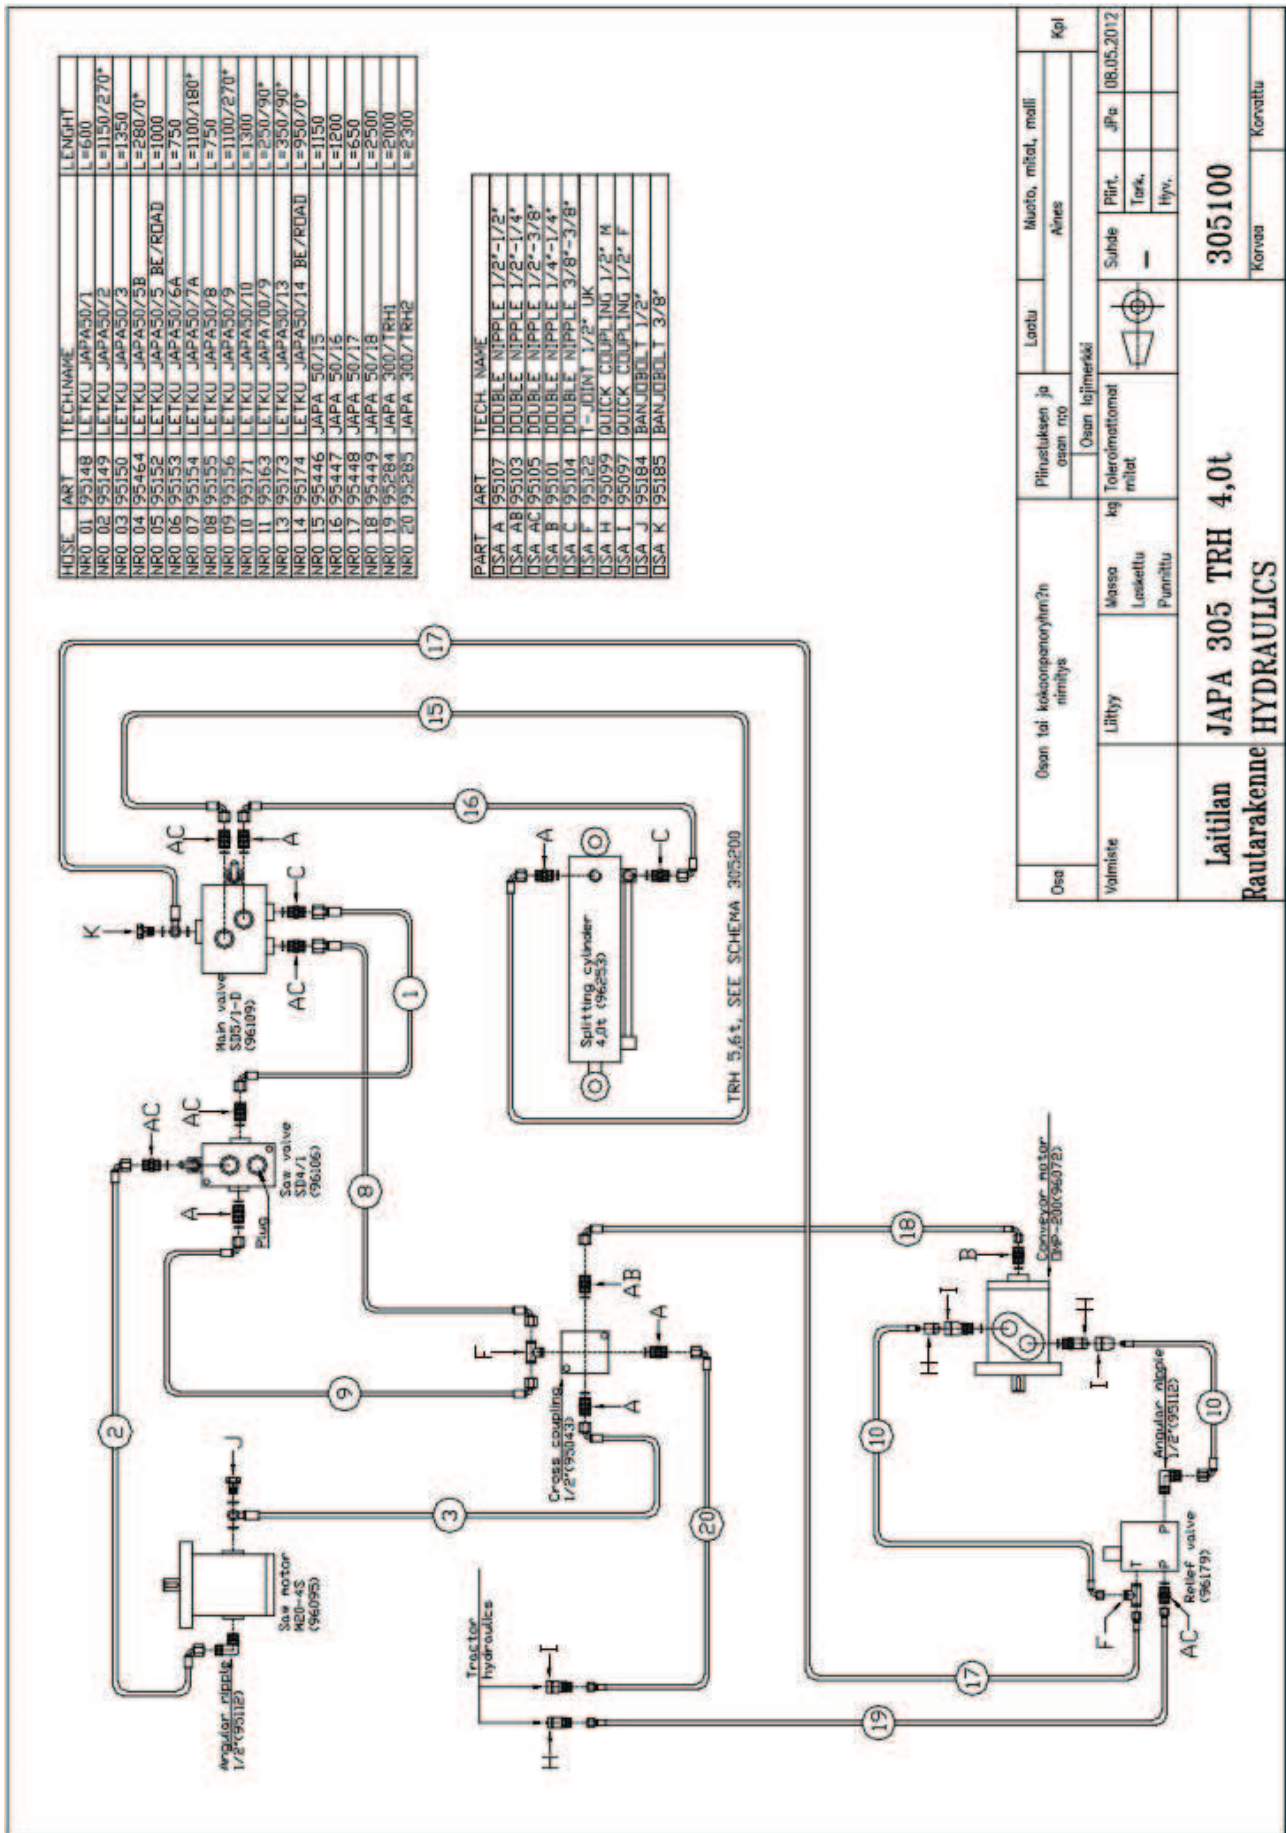 HOSE ART TECH.NAME LENGHT
NRO 01 95148 LETKU JAPA50/1 L=600
NRO 02 95149 LETKU JAPA50/2 L=1150/270°
NRO 03 95150 LETKU JAPA50/3 L=1350
NRO 04 95464 LETKU JAPA50/5B L=280/0°
NRO 05 95152 LETKU JAPA50/5 BE/ROAD L=1000
NRO 06 95153 LETKU JAPA50/6A L=750
NRO 07 95154 LETKU JAPA50/7A L=1100/180°
NRO 08 95155 LETKU JAPA50/8 L=750
NRO 09 95156 LETKU JAPA50/9 L=1100/270°
NRO 10 95171 LETKU JAPA50/10 L=1300
NRO 11 95163 LETKU JAPA700/9 L=250/90°
NRO 13 95173 LETKU JAPA50/13 L=350/90°
NRO 14 95174 LETKU JAPA50/14 BE/ROAD L=950/0°
NRO 15 95446 JAPA 50/15 L=1150
NRO 16 95447 JAPA 50/16 L=1200
NRO 17 95448 JAPA 50/17 L=650
NRO 18 95449 JAPA 50/18 L=2500
NRO 19 95284 JAPA 300/TRH1 L=2000
NRO 20 95285 JAPA 300/TRH2 L=2300
PART ART TECH. NAME
OSA A 95107 DOUBLE NIPPLE 1/2"-1/2"
OSA AB 95103 DOUBLE NIPPLE 1/2"-1/4"
OSA AC 95105 DOUBLE NIPPLE 1/2"-3/8"
OSA B 95101 DOUBLE NIPPLE 1/4"-1/4"
OSA C 95104 DOUBLE NIPPLE 3/8"-3/8"
OSA F 95122 T-JOINT 1/2" UK
OSA H 95099 QUICK COUPLING 1/2" M
OSA I 95097 QUICK COUPLING 1/2" F
OSA J 95184 BANJOBOLT 1/2"
OSA K 95185 BANJOBOLT 3/8"
2
AC
A
AC
Plug
Saw valve
SD4/1
(96106)
K
Main valve
SD5/1-D
(96109)
AC
A
AC
C
1
8
9
17
15
16
J
Saw motor
M20-4S
(96095)
Angular nipple
1/2"(95112)
3
F
Cross coupling
1/2"(95043)
A
AB
A
18
20
Splitting cylinder
4,0t (96253)
A
C
TRH 5,6t, SEE SCHEMA 305200
Tractor
hydraulics
H
I
19
17
10
H
I
B
Conveyor motor
OMP-200(96072)
H
I
10
Angular nipple
1/2"(95112)
F
AC
T
P
P
Relief valve
(96179)
Osa
Osan tai kokoonpanoryhm?n
nimitys
Piirustuksen ja
osan nro
Laatu
Muoto, mitat, malli
Kpl
Osan lajimerkki
Aines
Valmiste
Liittyy
Massa kg
Laskettu
Punnittu
Toleroimattomat
mitat
Suhde
–
Piirt. JPa 08.05.2012
Tark.
Hyv.
Laitilan
Rautarakenne
JAPA 305 TRH 4,0t
HYDRAULICS
305100
Korvaa
Korvattu